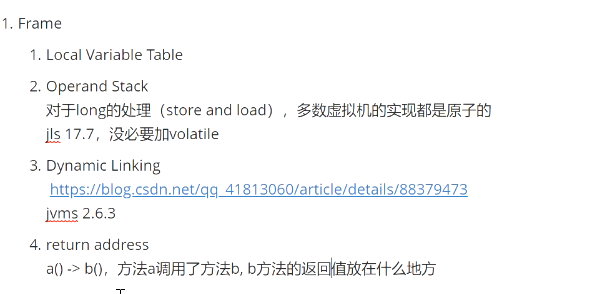 1. Frame
1. Local Variable Table
2. Operand Stack
对于long的处理（store and load），多数虚拟机的实现都是原子的
jls 17.7，没必要加volatile
3. Dynamic Linking
https://blog.csdn.net/qq_41813060/article/details/88379473
jvms 2.6.3
4. return address
a() -> b()，方法a调用了方法b, b方法的返回值放在什么地方